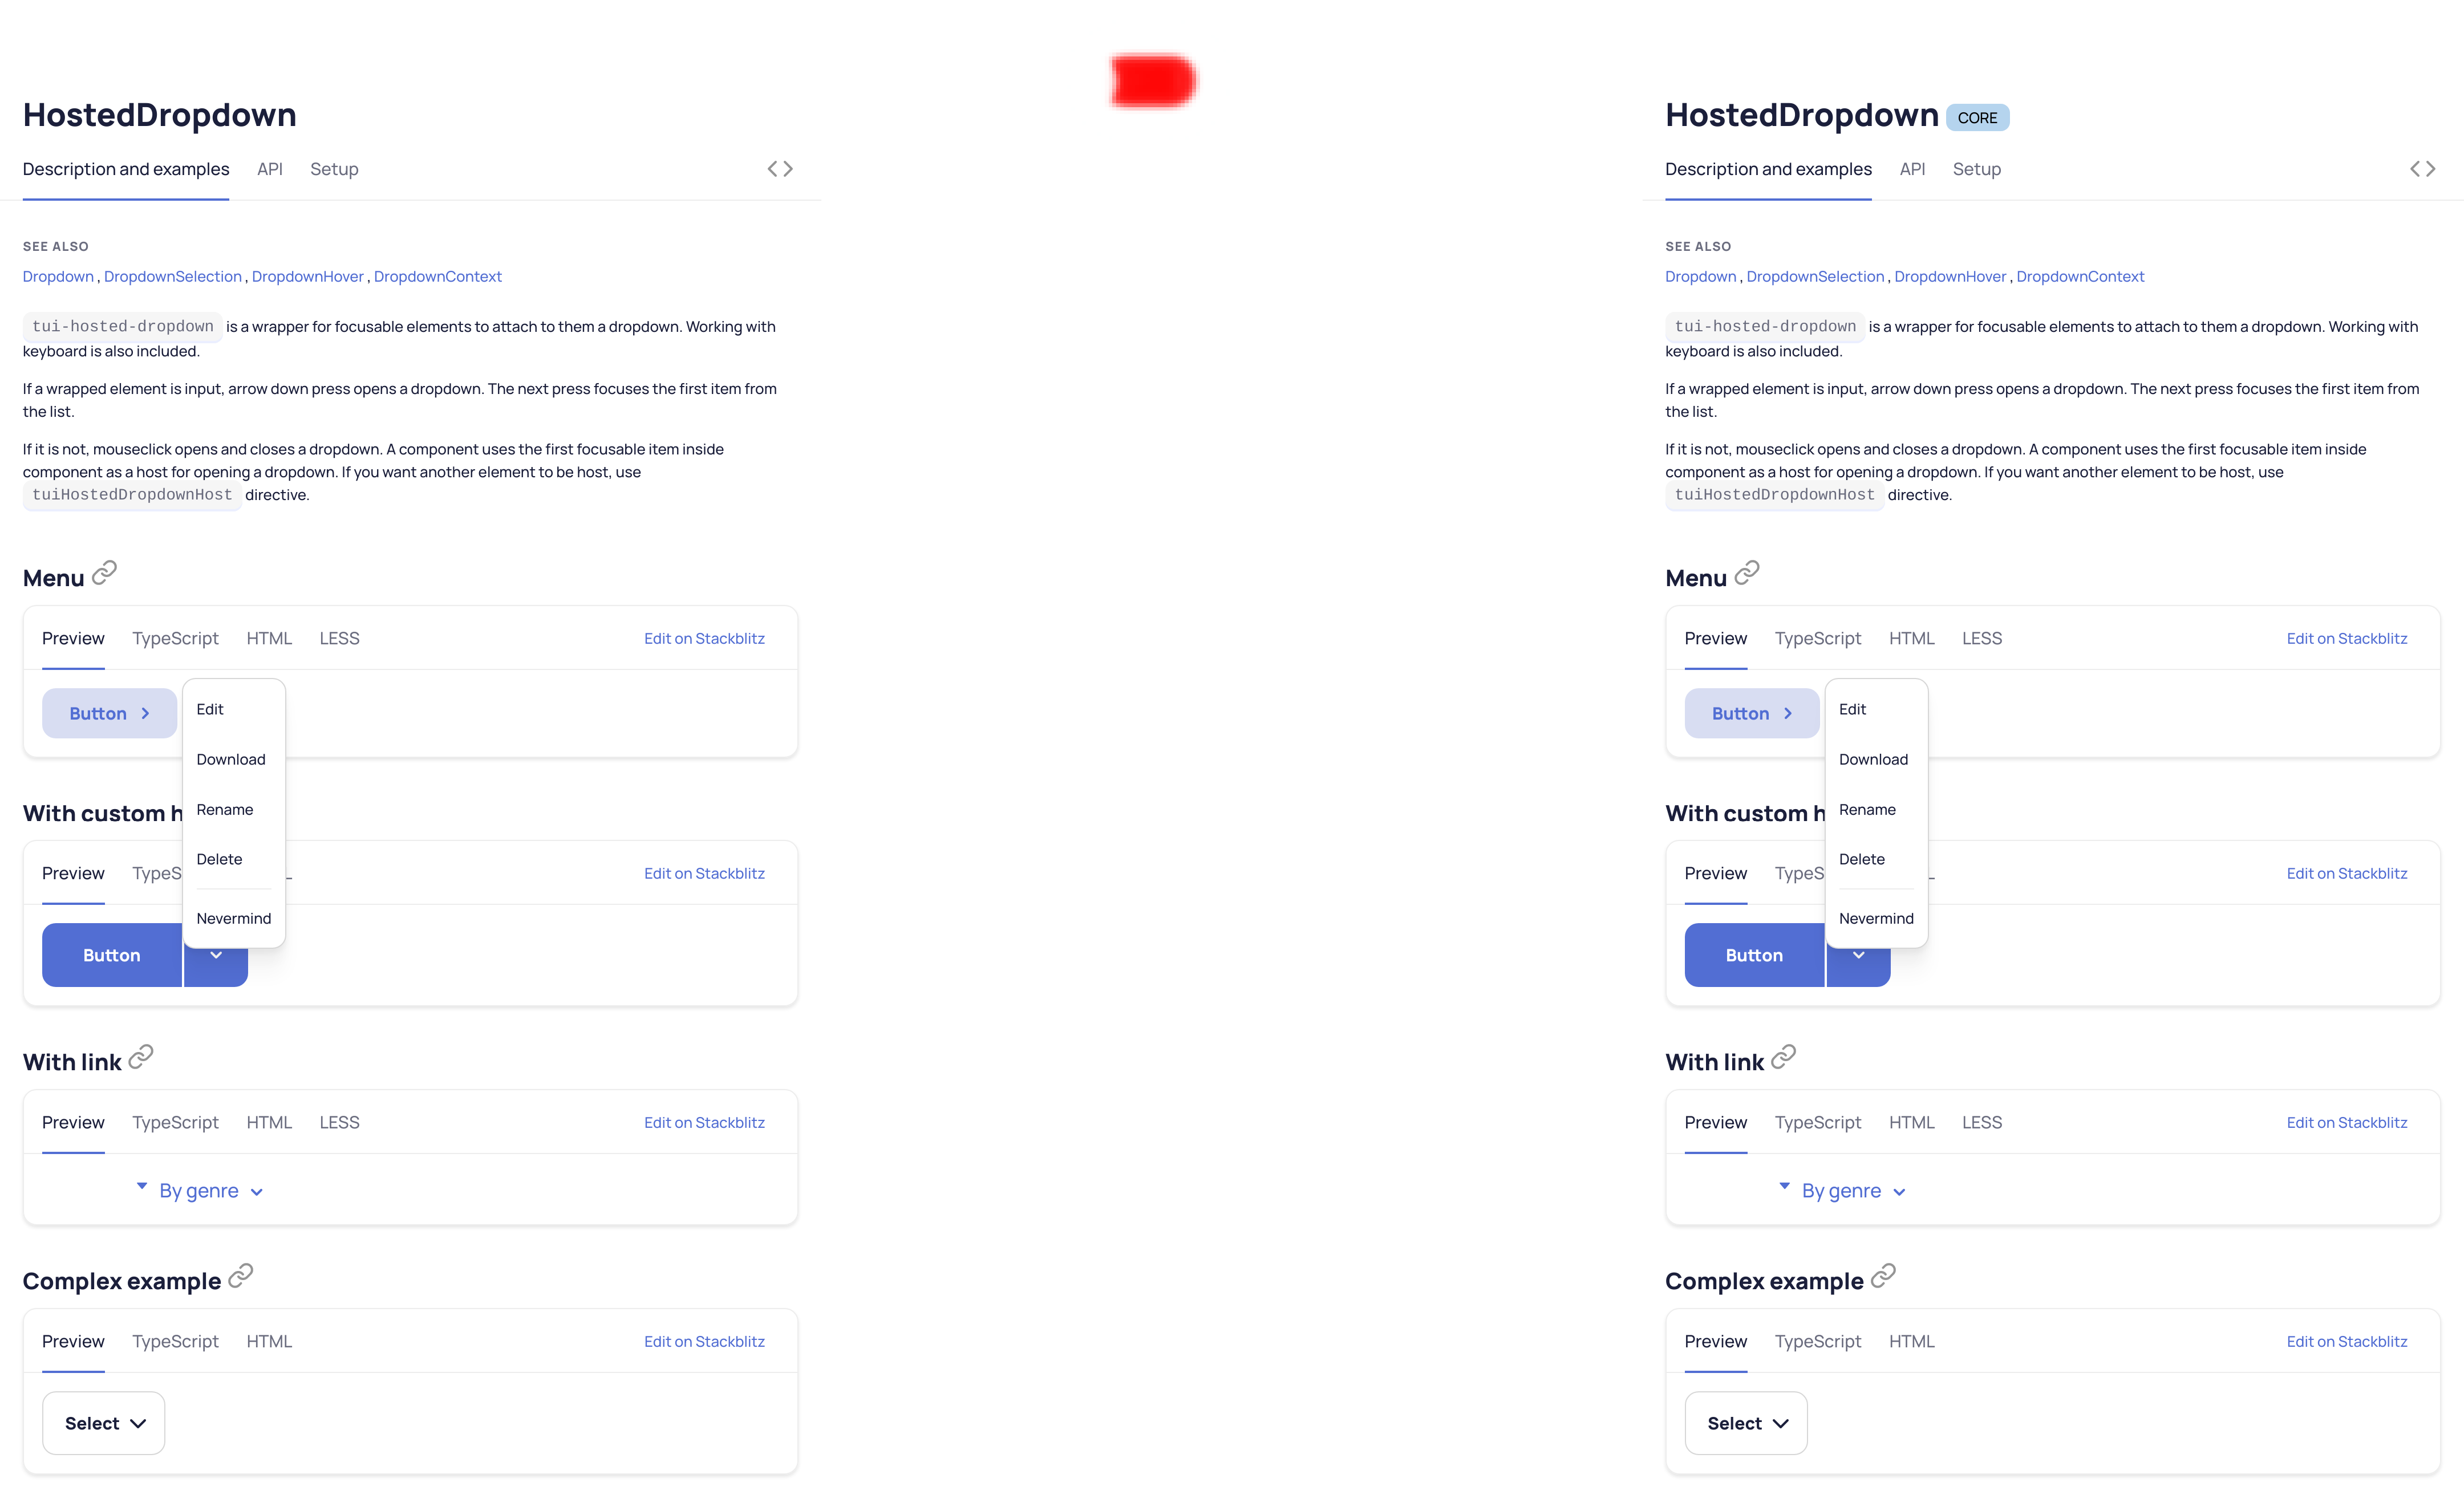 HostedDropdown
Description and examples API Setup
SEE ALSO
Dropdown , DropdownSelection , DropdownHover , DropdownContext
tui-hosted-dropdown is a wrapper for focusable elements to attach to them a dropdown. Working with
keyboard is also included.
If a wrapped element is input, arrow down press opens a dropdown. The next press focuses the first item from
the list.
If it is not, mouseclick opens and closes a dropdown. A component uses the first focusable item inside
component as a host for opening a dropdown. If you want another element to be host, use
tuiHostedDropdownHost directive.
Menu
Preview TypeScript HTML LESS Edit on Stackblitz
Button
Edit
Download
Rename
Delete
Nevermind
With custom h
Preview TypeS Edit on Stackblitz
Button
With link
Preview TypeScript HTML LESS Edit on Stackblitz
By genre
Complex example
Preview TypeScript HTML Edit on Stackblitz
Select
HostedDropdown CORE
Description and examples API Setup
SEE ALSO
Dropdown , DropdownSelection , DropdownHover , DropdownContext
tui-hosted-dropdown is a wrapper for focusable elements to attach to them a dropdown. Working with
keyboard is also included.
If a wrapped element is input, arrow down press opens a dropdown. The next press focuses the first item from
the list.
If it is not, mouseclick opens and closes a dropdown. A component uses the first focusable item inside
component as a host for opening a dropdown. If you want another element to be host, use
tuiHostedDropdownHost directive.
Menu
Preview TypeScript HTML LESS Edit on Stackblitz
Button
Edit
Download
Rename
Delete
Nevermind
With custom h
Preview TypeS Edit on Stackblitz
Button
With link
Preview TypeScript HTML LESS Edit on Stackblitz
By genre
Complex example
Preview TypeScript HTML Edit on Stackblitz
Select